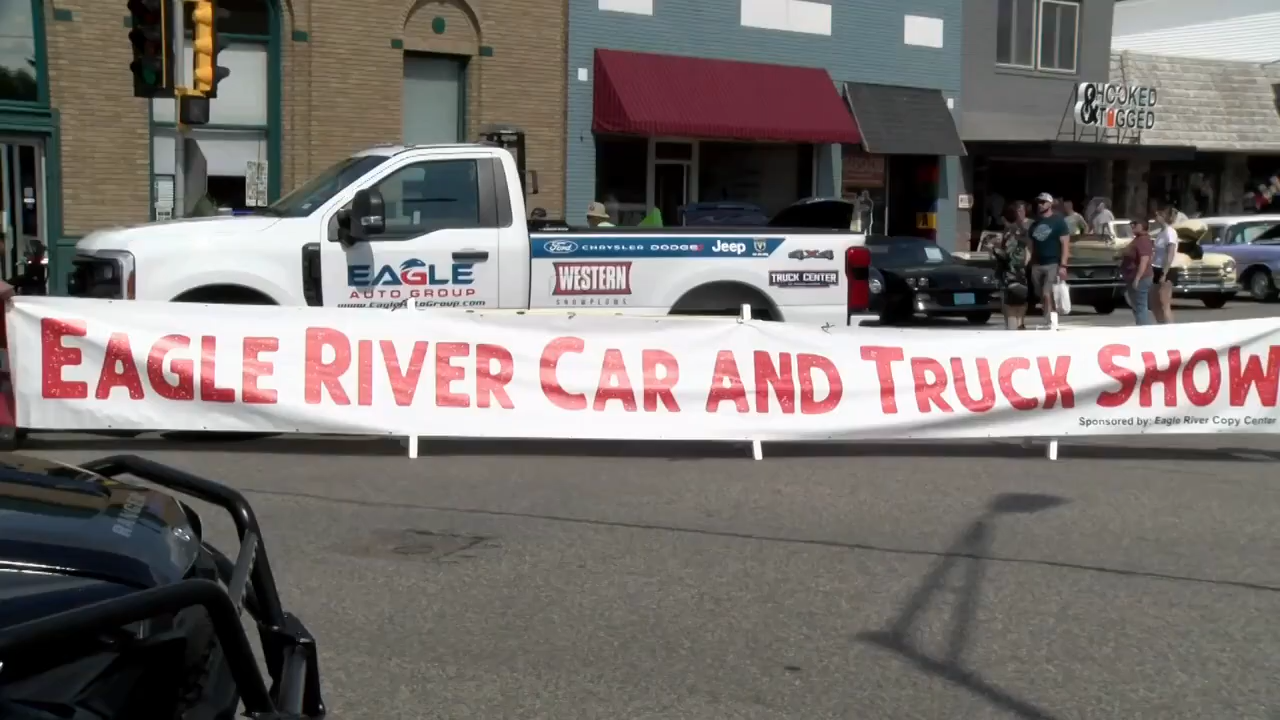 HOOKED
& TAGGED
Ford CHRYSLER DODGE Jeep RAM
4x4
EAGLE
AUTO GROUP
WESTERN
SNOWPLOWS
TRUCK CENTER
EAGLE RIVER CAR AND TRUCK SHOW
Sponsored by: Eagle River Copy Center
RANGER